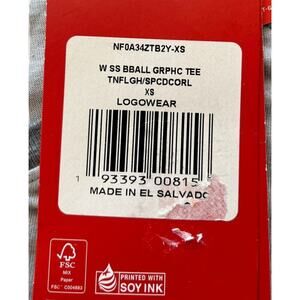 NF0A34ZTB2Y-XS
W SS BBALL GRPHC TEE
TNFLGH/SPCDCORL
XS
LOGOWEAR
1 93393 00815
MADE IN EL SALVADO
FSC
MIX
Paper
FSC® C004883
PRINTED WITH
SOY INK